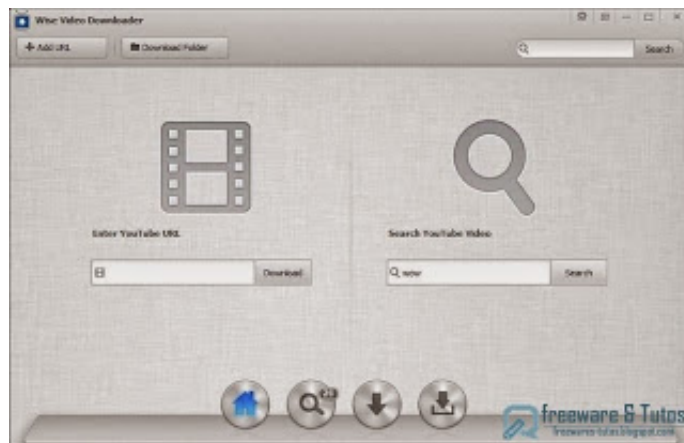 Wise Video Downloader
Add URL
Download Folder
Search
Enter YouTube URL
Search YouTube Video
Download
wow
Search
freeware & Tutos
freewares-tutos.blogspot.com